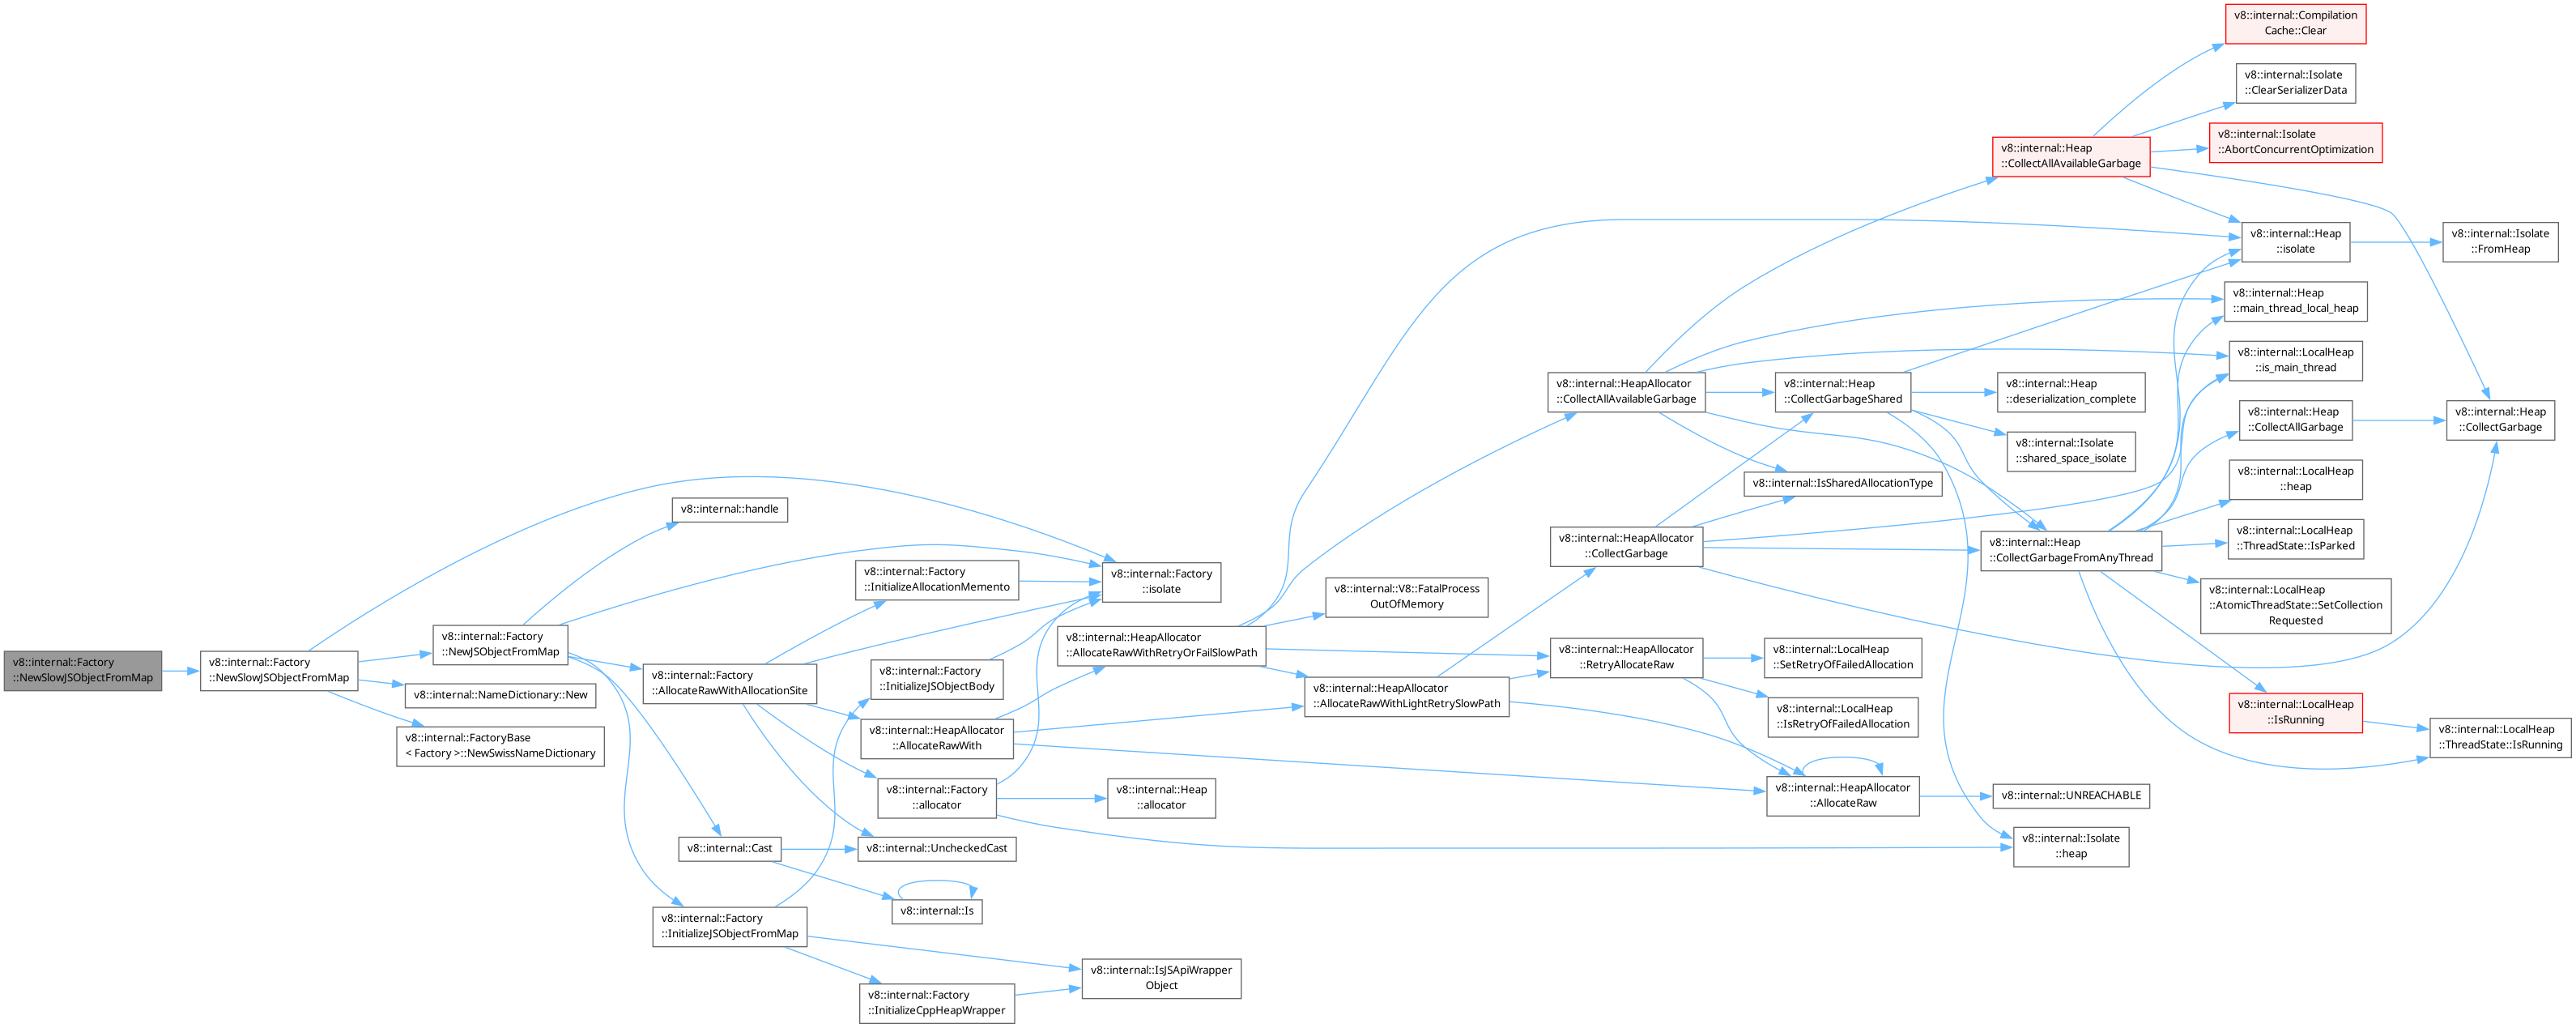 v8::internal::Factory
::NewSlowJSObjectFromMap
v8::internal::Factory
::NewSlowJSObjectFromMap
v8::internal::Factory
::NewJSObjectFromMap
v8::internal::NameDictionary::New
v8::internal::FactoryBase
< Factory >::NewSwissNameDictionary
v8::internal::handle
v8::internal::Factory
::AllocateRawWithAllocationSite
v8::internal::Cast
v8::internal::Factory
::InitializeJSObjectFromMap
v8::internal::Factory
::InitializeAllocationMemento
v8::internal::Factory
::InitializeJSObjectBody
v8::internal::HeapAllocator
::AllocateRawWith
v8::internal::Factory
::allocator
v8::internal::UncheckedCast
v8::internal::Is
v8::internal::Factory
::InitializeCppHeapWrapper
v8::internal::Factory
::isolate
v8::internal::HeapAllocator
::AllocateRawWithRetryOrFailSlowPath
v8::internal::Heap
::allocator
v8::internal::IsJSApiWrapper
Object
v8::internal::V8::FatalProcess
OutOfMemory
v8::internal::HeapAllocator
::AllocateRawWithLightRetrySlowPath
v8::internal::HeapAllocator
::CollectAllAvailableGarbage
v8::internal::HeapAllocator
::CollectGarbage
v8::internal::HeapAllocator
::RetryAllocateRaw
v8::internal::Heap
::CollectGarbageShared
v8::internal::IsSharedAllocationType
v8::internal::LocalHeap
::SetRetryOfFailedAllocation
v8::internal::LocalHeap
::IsRetryOfFailedAllocation
v8::internal::HeapAllocator
::AllocateRaw
v8::internal::Heap
::CollectAllAvailableGarbage
v8::internal::Heap
::deserialization_complete
v8::internal::Isolate
::shared_space_isolate
v8::internal::Heap
::CollectGarbageFromAnyThread
v8::internal::UNREACHABLE
v8::internal::Isolate
::heap
v8::internal::Compilation
Cache::Clear
v8::internal::Isolate
::ClearSerializerData
v8::internal::Isolate
::AbortConcurrentOptimization
v8::internal::Heap
::isolate
v8::internal::Heap
::main_thread_local_heap
v8::internal::LocalHeap
::is_main_thread
v8::internal::Heap
::CollectAllGarbage
v8::internal::LocalHeap
::heap
v8::internal::LocalHeap
::ThreadState::IsParked
v8::internal::LocalHeap
::AtomicThreadState::SetCollection
Requested
v8::internal::LocalHeap
::IsRunning
v8::internal::Isolate
::FromHeap
v8::internal::Heap
::CollectGarbage
v8::internal::LocalHeap
::ThreadState::IsRunning